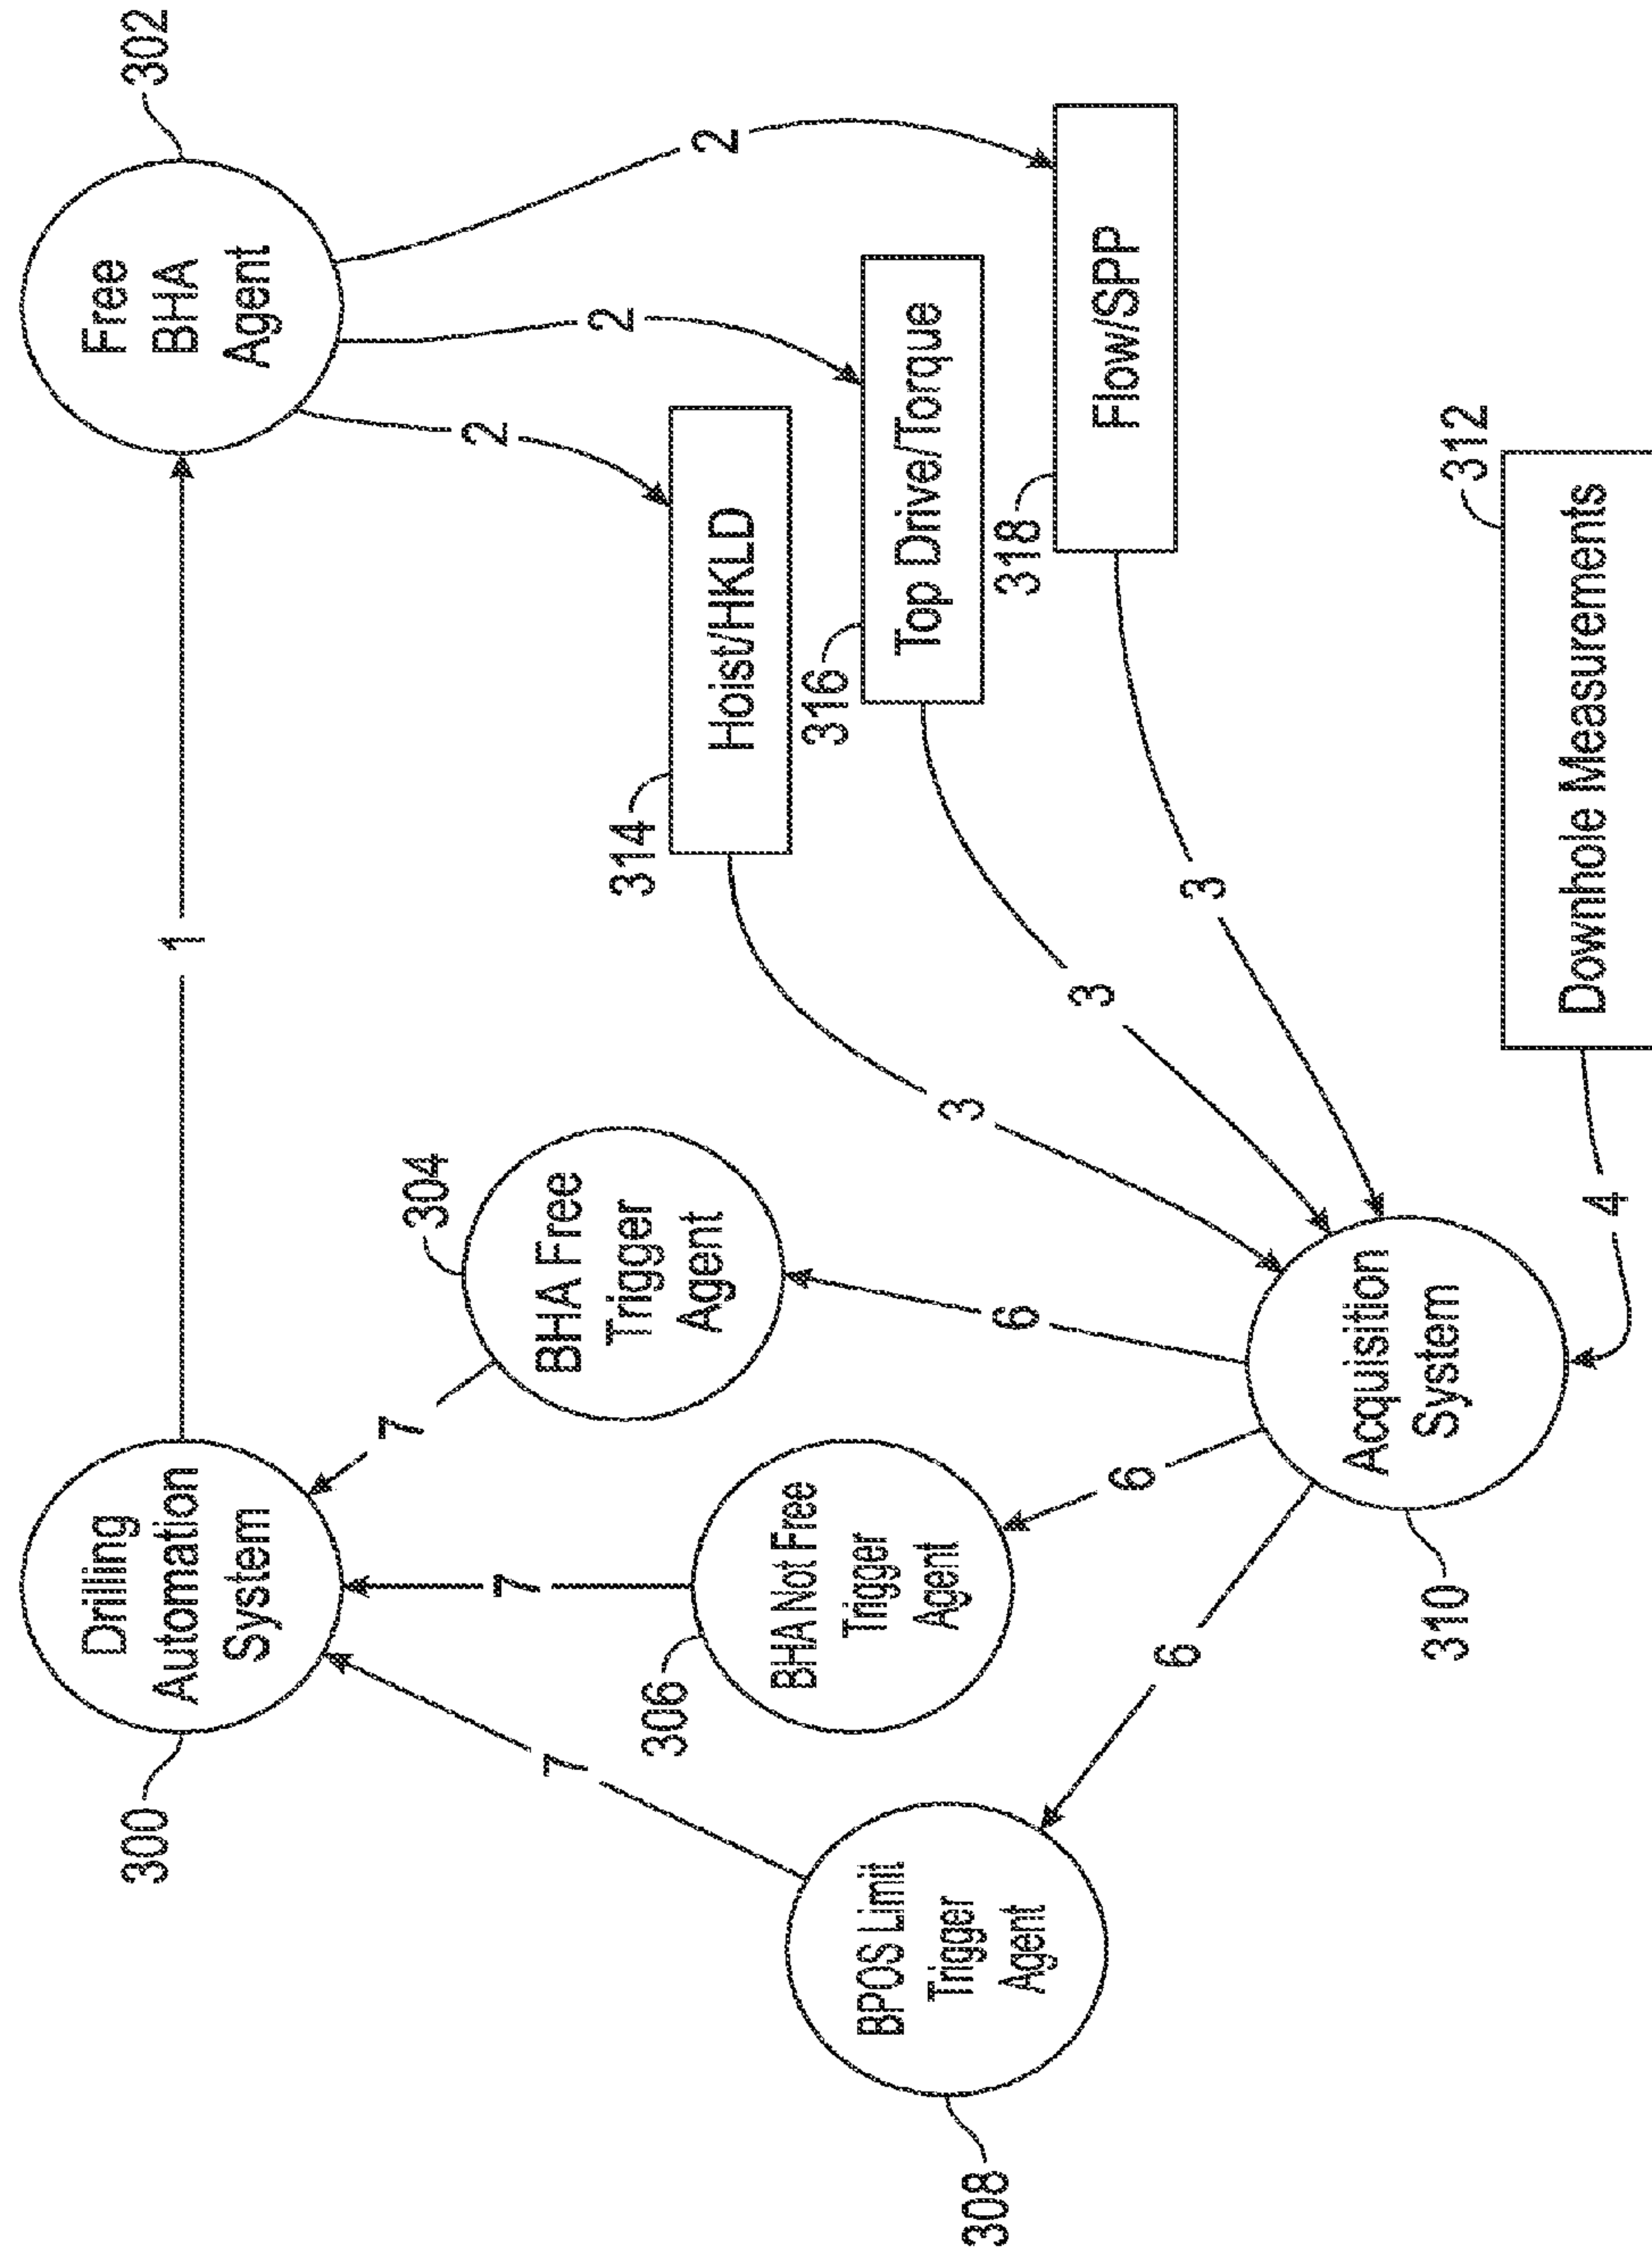 300
Drilling
Automation
System
1
Free
BHA
Agent
302
7
7
7
304
BHA Free
Trigger
Agent
306
BHA Not Free
Trigger
Agent
308
BPOS Limit
Trigger
Agent
2
2
2
314
Hoist/HKLD
316
Top Drive/Torque
318
Flow/SPP
3
3
3
6
6
6
310
Acquisition
System
4
312
Downhole Measurements